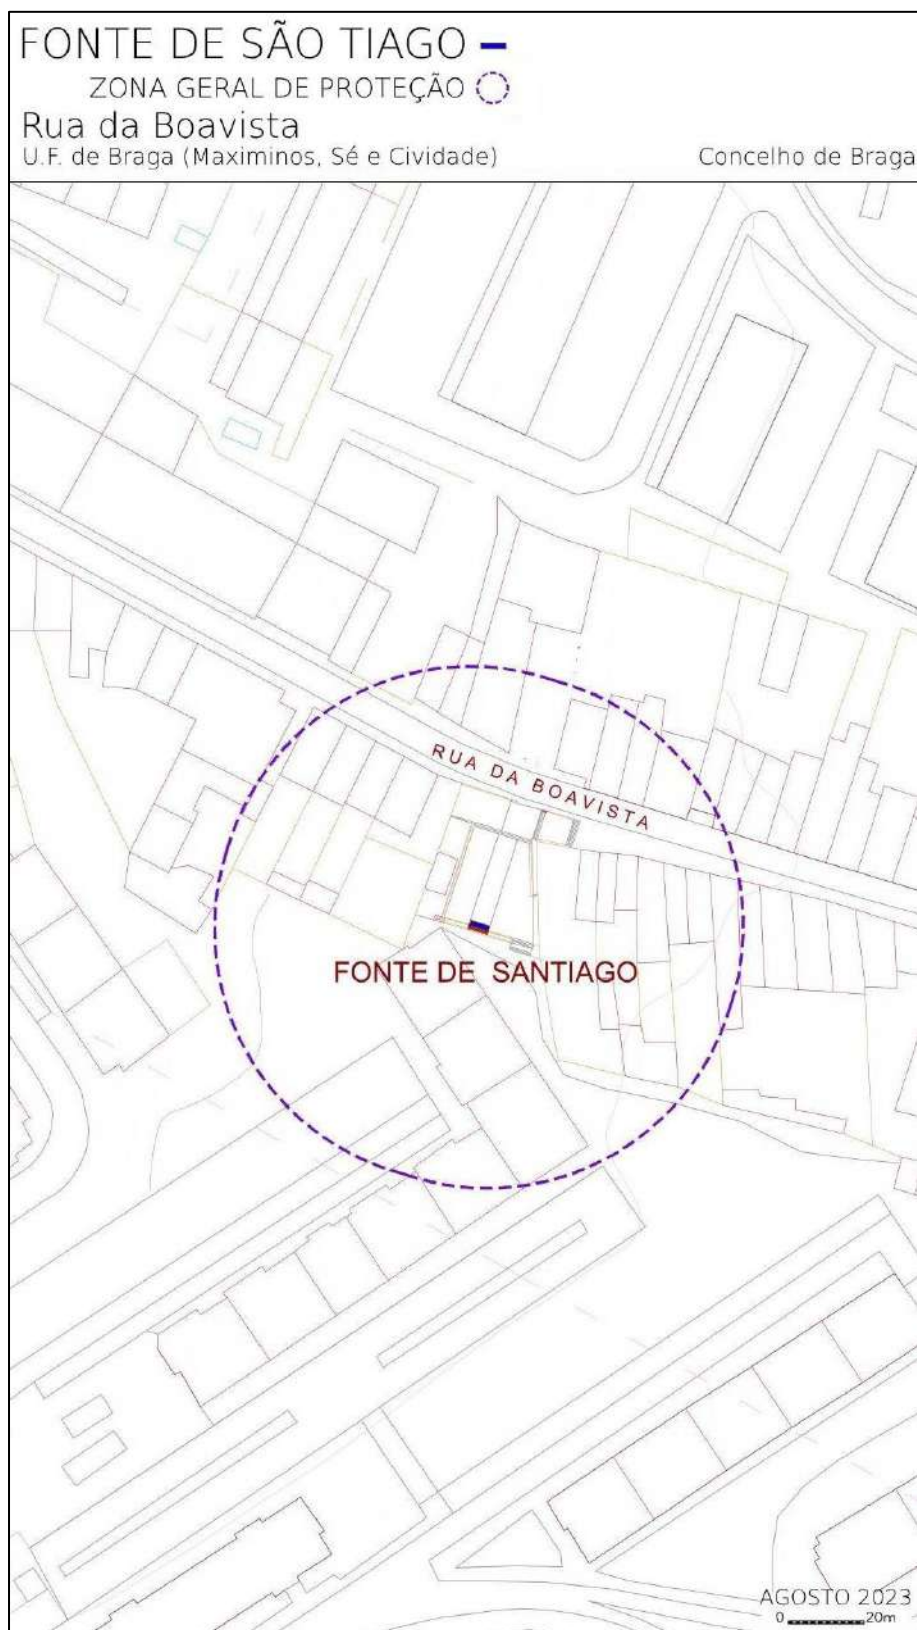 FONTE DE SÃO TIAGO
ZONA GERAL DE PROTEÇÃO
Rua da Boavista
U.F. de Braga (Maximinos, Sé e Cividade) Concelho de Braga
RUA DA BOAVISTA
FONTE DE SANTIAGO
AGOSTO 2023
0 20m